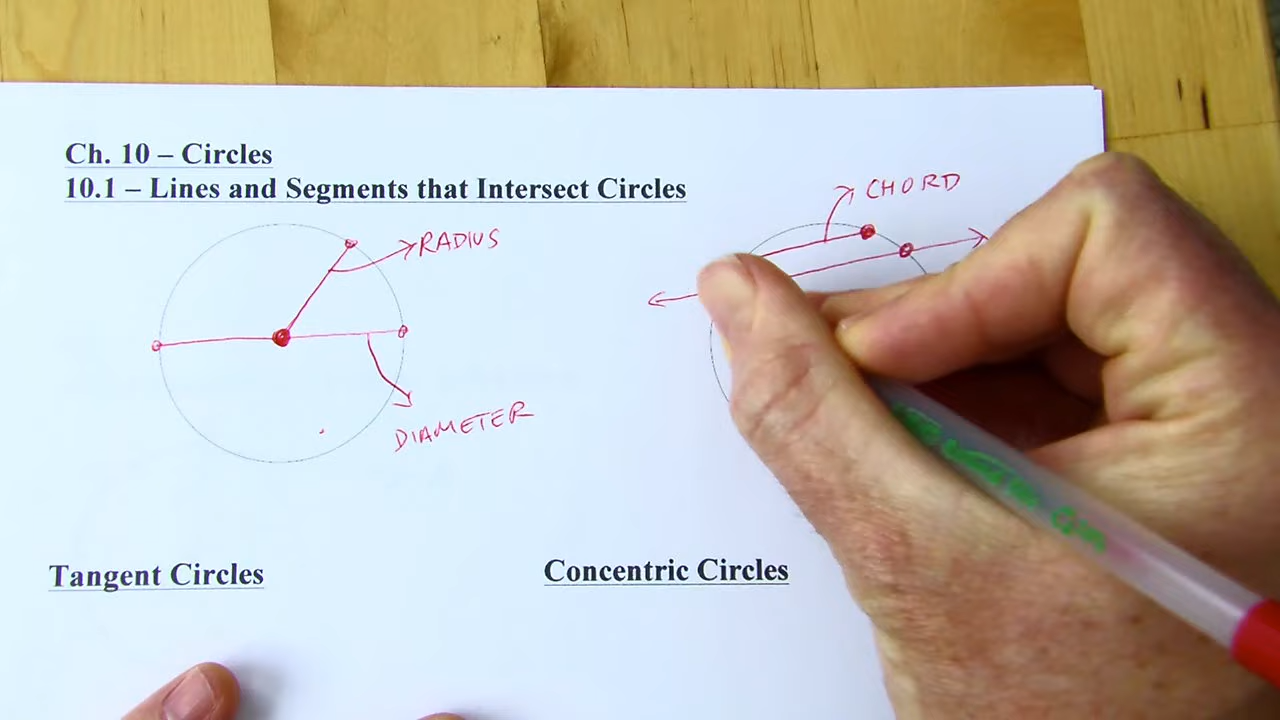 Ch. 10 – Circles
10.1 – Lines and Segments that Intersect Circles
CHORD
RADIUS
DIAMETER
Tangent Circles
Concentric Circles